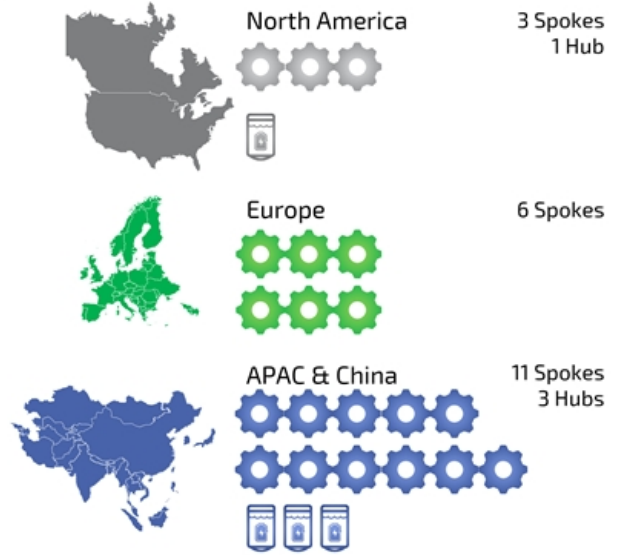 North America
3 Spokes
1 Hub
Europe
6 Spokes
APAC & China
11 Spokes
3 Hubs